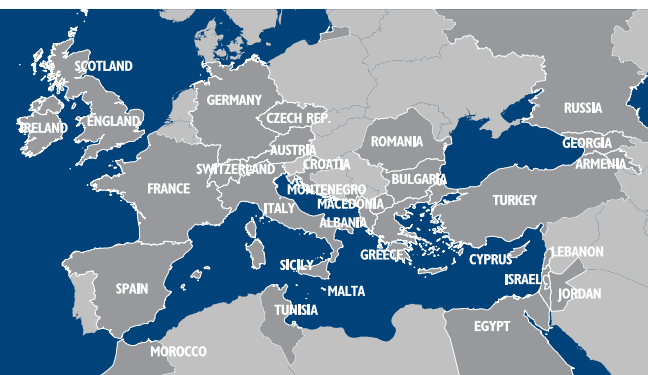 SCOTLAND
IRELAND
ENGLAND
GERMANY
CZECH REP.
AUSTRIA
SWITZERLAND
CROATIA
ROMANIA
RUSSIA
GEORGIA
ARMENIA
FRANCE
MONTENEGRO
BULGARIA
MACEDONIA
ITALY
TURKEY
ALBANIA
GREECE
CYPRUS
LEBANON
SICILY
ISRAEL
SPAIN
MALTA
JORDAN
TUNISIA
EGYPT
MOROCCO